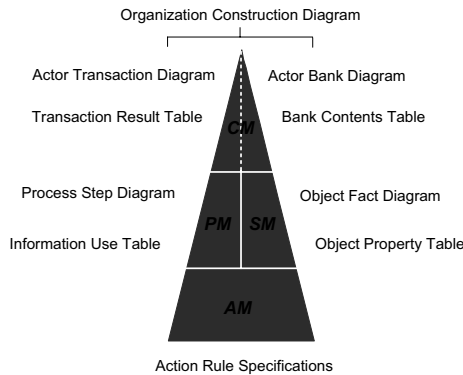 Organization Construction Diagram
Actor Transaction Diagram
Actor Bank Diagram
Transaction Result Table
CM
Bank Contents Table
Process Step Diagram
Object Fact Diagram
PM
SM
Information Use Table
Object Property Table
AM
Action Rule Specifications